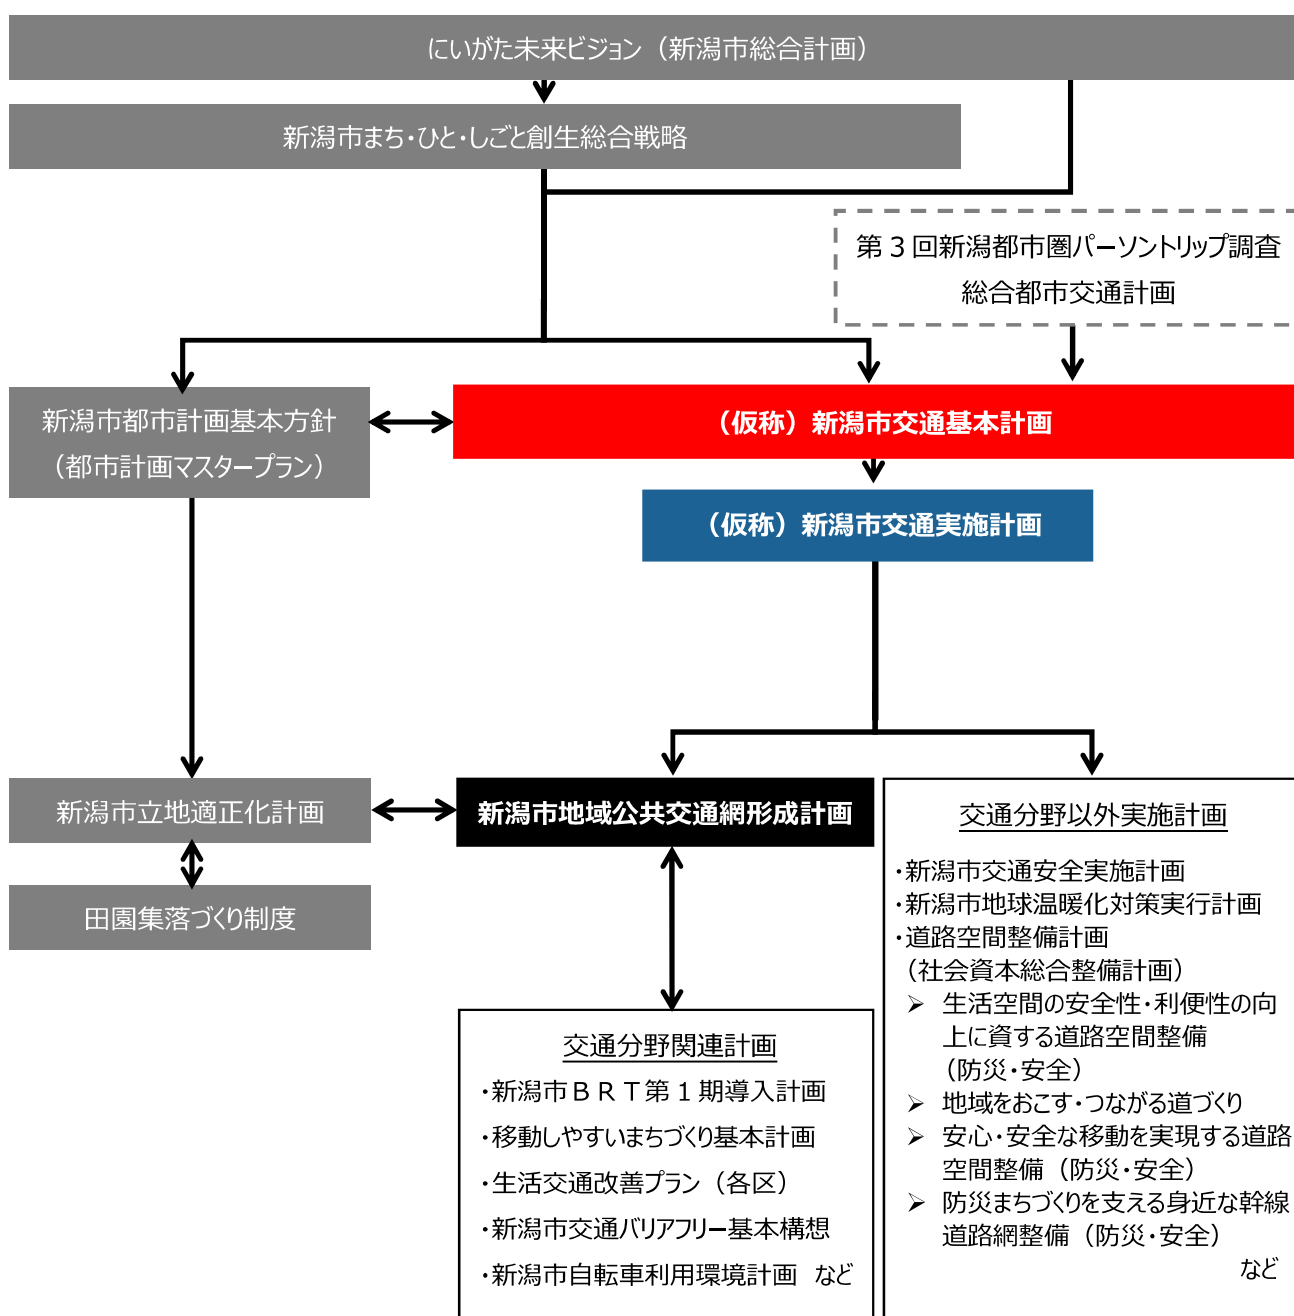 にいがた未来ビジョン（新潟市総合計画）
新潟市まち・ひと・しごと創生総合戦略
第３回新潟都市圏パーソントリップ調査
総合都市交通計画
新潟市都市計画基本方針
（都市計画マスタープラン）
（仮称）新潟市交通基本計画
（仮称）新潟市交通実施計画
新潟市立地適正化計画
新潟市地域公共交通網形成計画
田園集落づくり制度
交通分野以外実施計画
・新潟市交通安全実施計画
・新潟市地球温暖化対策実行計画
・道路空間整備計画
（社会資本総合整備計画）
➢ 生活空間の安全性・利便性の向
上に資する道路空間整備
（防災・安全）
➢ 地域をおこす・つながる道づくり
➢ 安心・安全な移動を実現する道路
空間整備（防災・安全）
➢ 防災まちづくりを支える身近な幹線
道路網整備（防災・安全）
など
交通分野関連計画
・新潟市ＢＲＴ第１期導入計画
・移動しやすいまちづくり基本計画
・生活交通改善プラン（各区）
・新潟市交通バリアフリー基本構想
・新潟市自転車利用環境計画 など